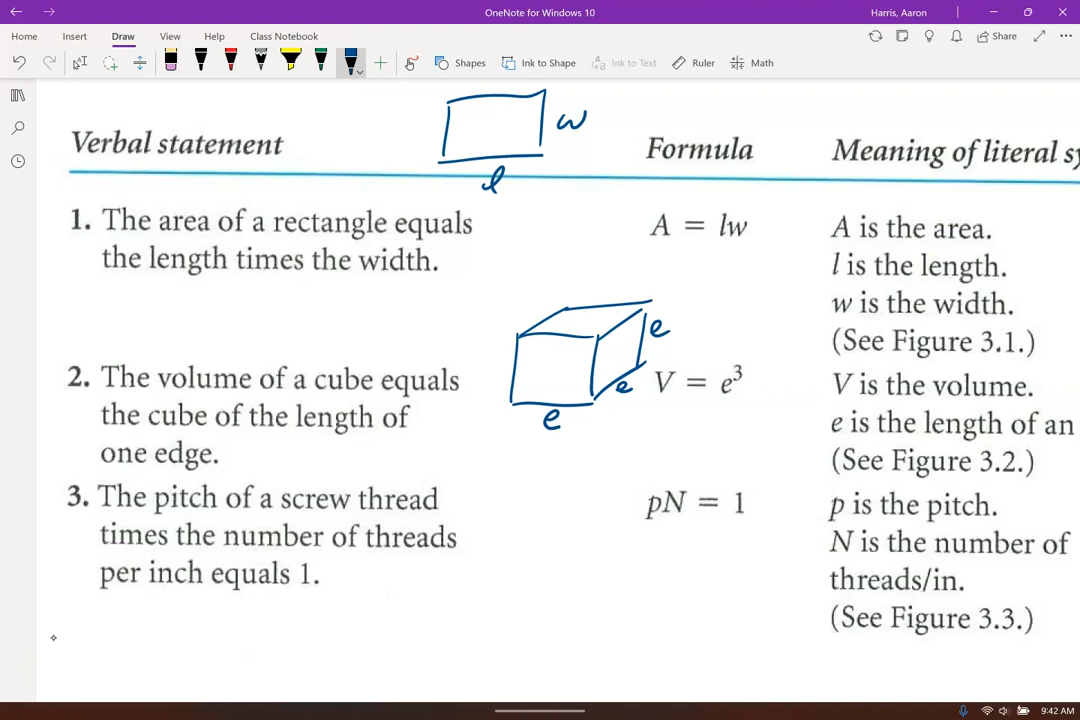 OneNote for Windows 10
Harris, Aaron
Home Insert Draw View Help Class Notebook
Share
Shapes Ink to Shape Ink to Text Ruler Math
w
Verbal statement Formula Meaning of literal sy
l
1. The area of a rectangle equals A = lw A is the area.
the length times the width. l is the length.
w is the width.
e
(See Figure 3.1.)
2. The volume of a cube equals e V = e³ V is the volume.
the cube of the length of e e is the length of an
one edge. (See Figure 3.2.)
3. The pitch of a screw thread pN = 1 p is the pitch.
times the number of threads N is the number of
per inch equals 1. threads/in.
(See Figure 3.3.)
9:42 AM